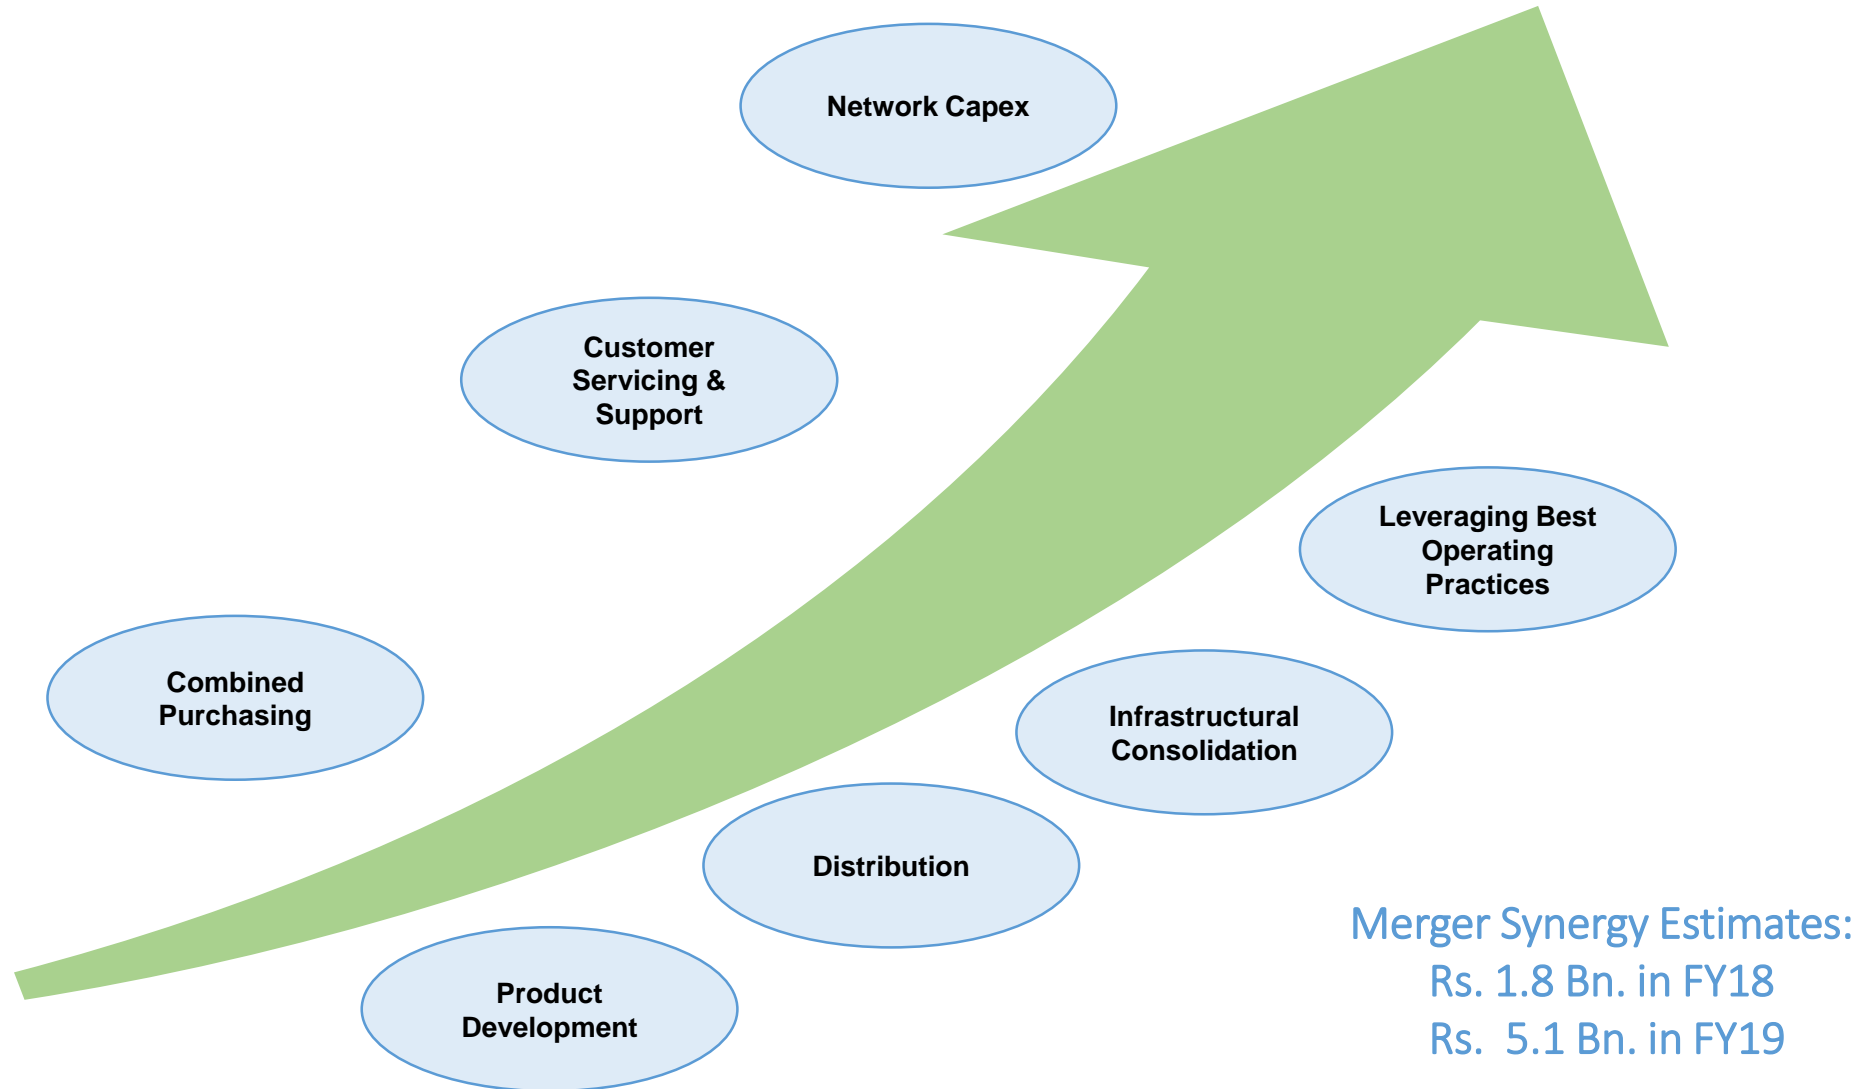 Network Capex
Customer
Servicing &
Support
Leveraging Best
Operating
Practices
Combined
Purchasing
Infrastructural
Consolidation
Distribution
Product
Development
Merger Synergy Estimates:
Rs. 1.8 Bn. in FY18
Rs. 5.1 Bn. in FY19